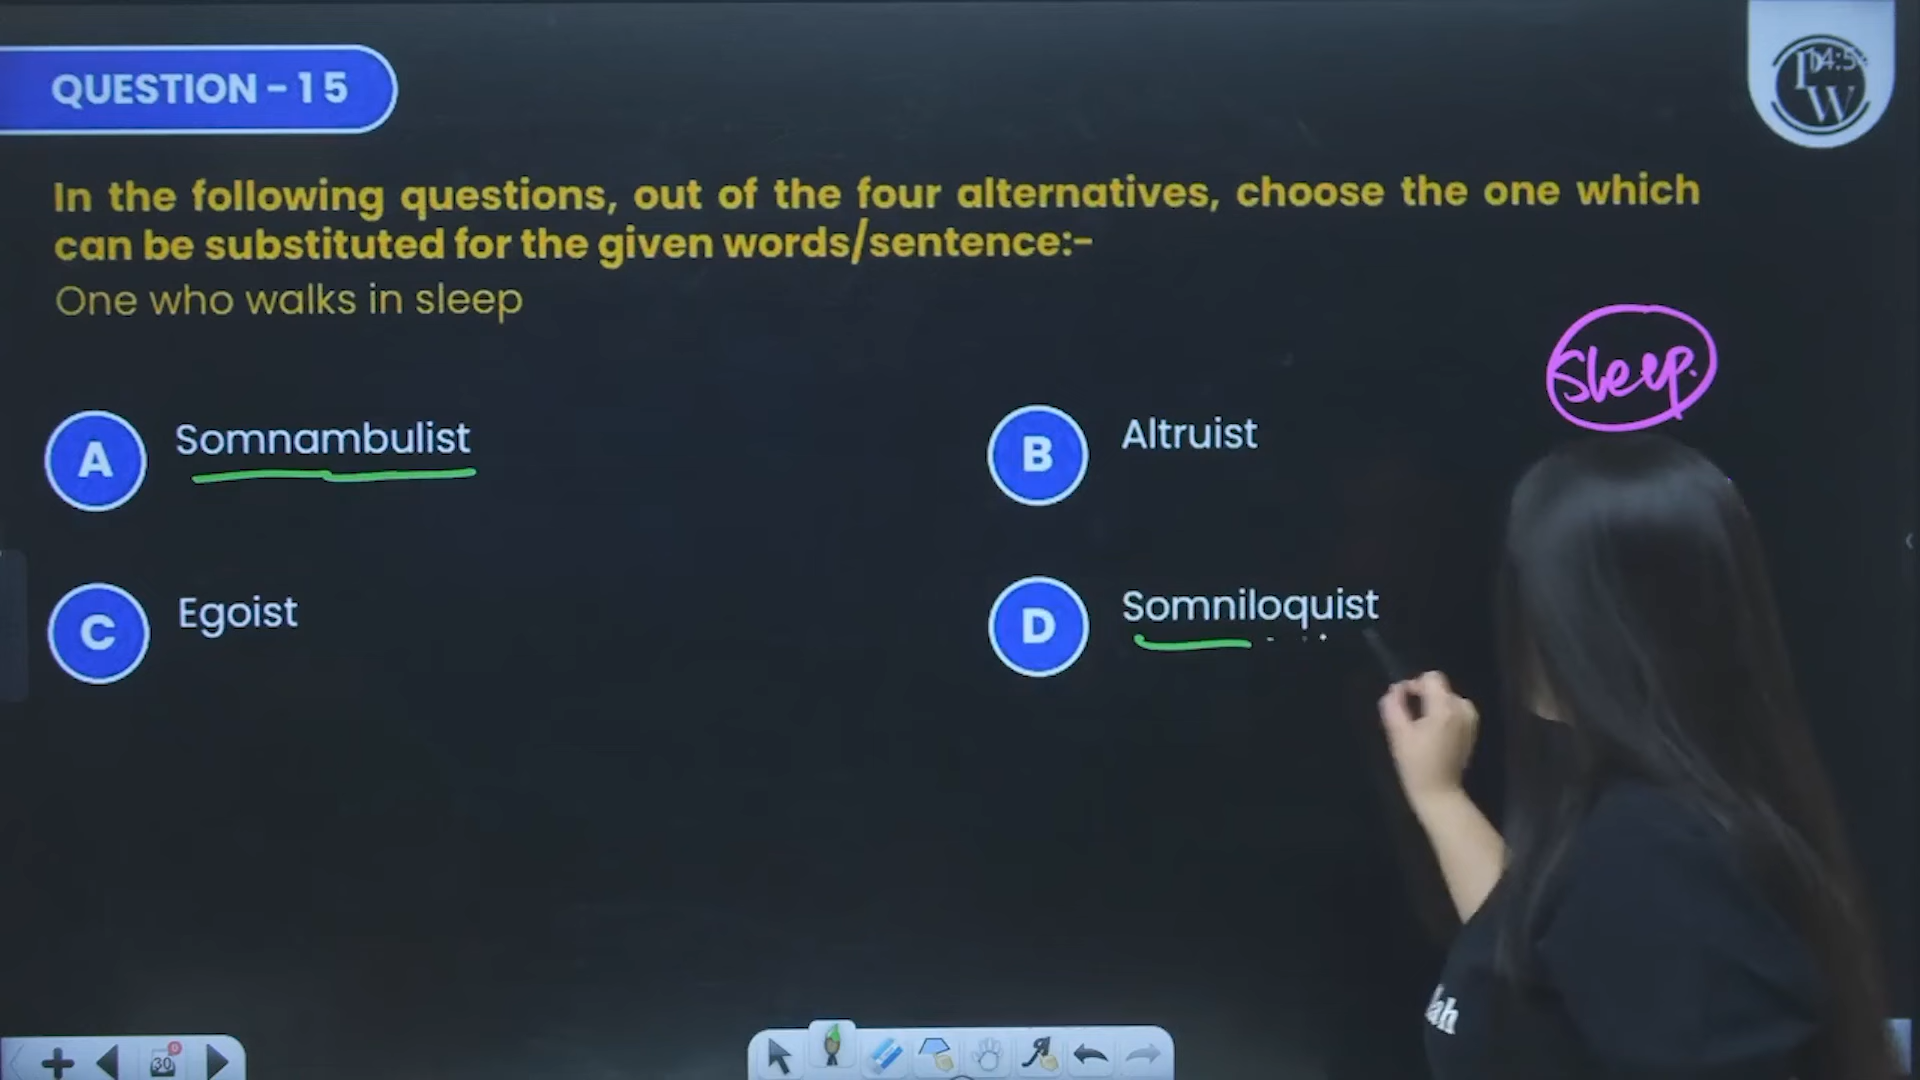 QUESTION - 15
In the following questions, out of the four alternatives, choose the one which
can be substituted for the given words/sentence:-
One who walks in sleep
Sleep.
A Somnambulist
B Altruist
C Egoist
D Somniloquist
30